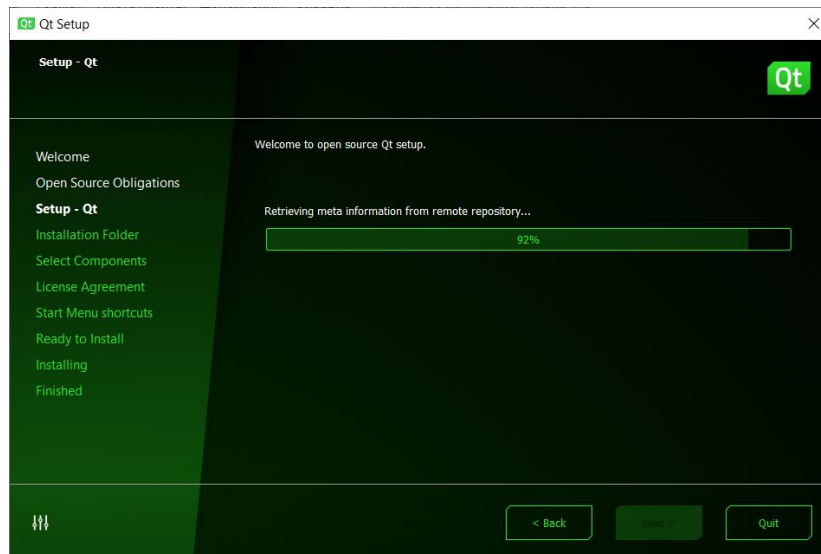 Qt Qt Setup
Setup - Qt
Qt
Welcome
Open Source Obligations
Setup - Qt
Installation Folder
Select Components
License Agreement
Start Menu shortcuts
Ready to Install
Installing
Finished
Welcome to open source Qt setup.
Retrieving meta information from remote repository...
92%
< Back
Next >
Quit